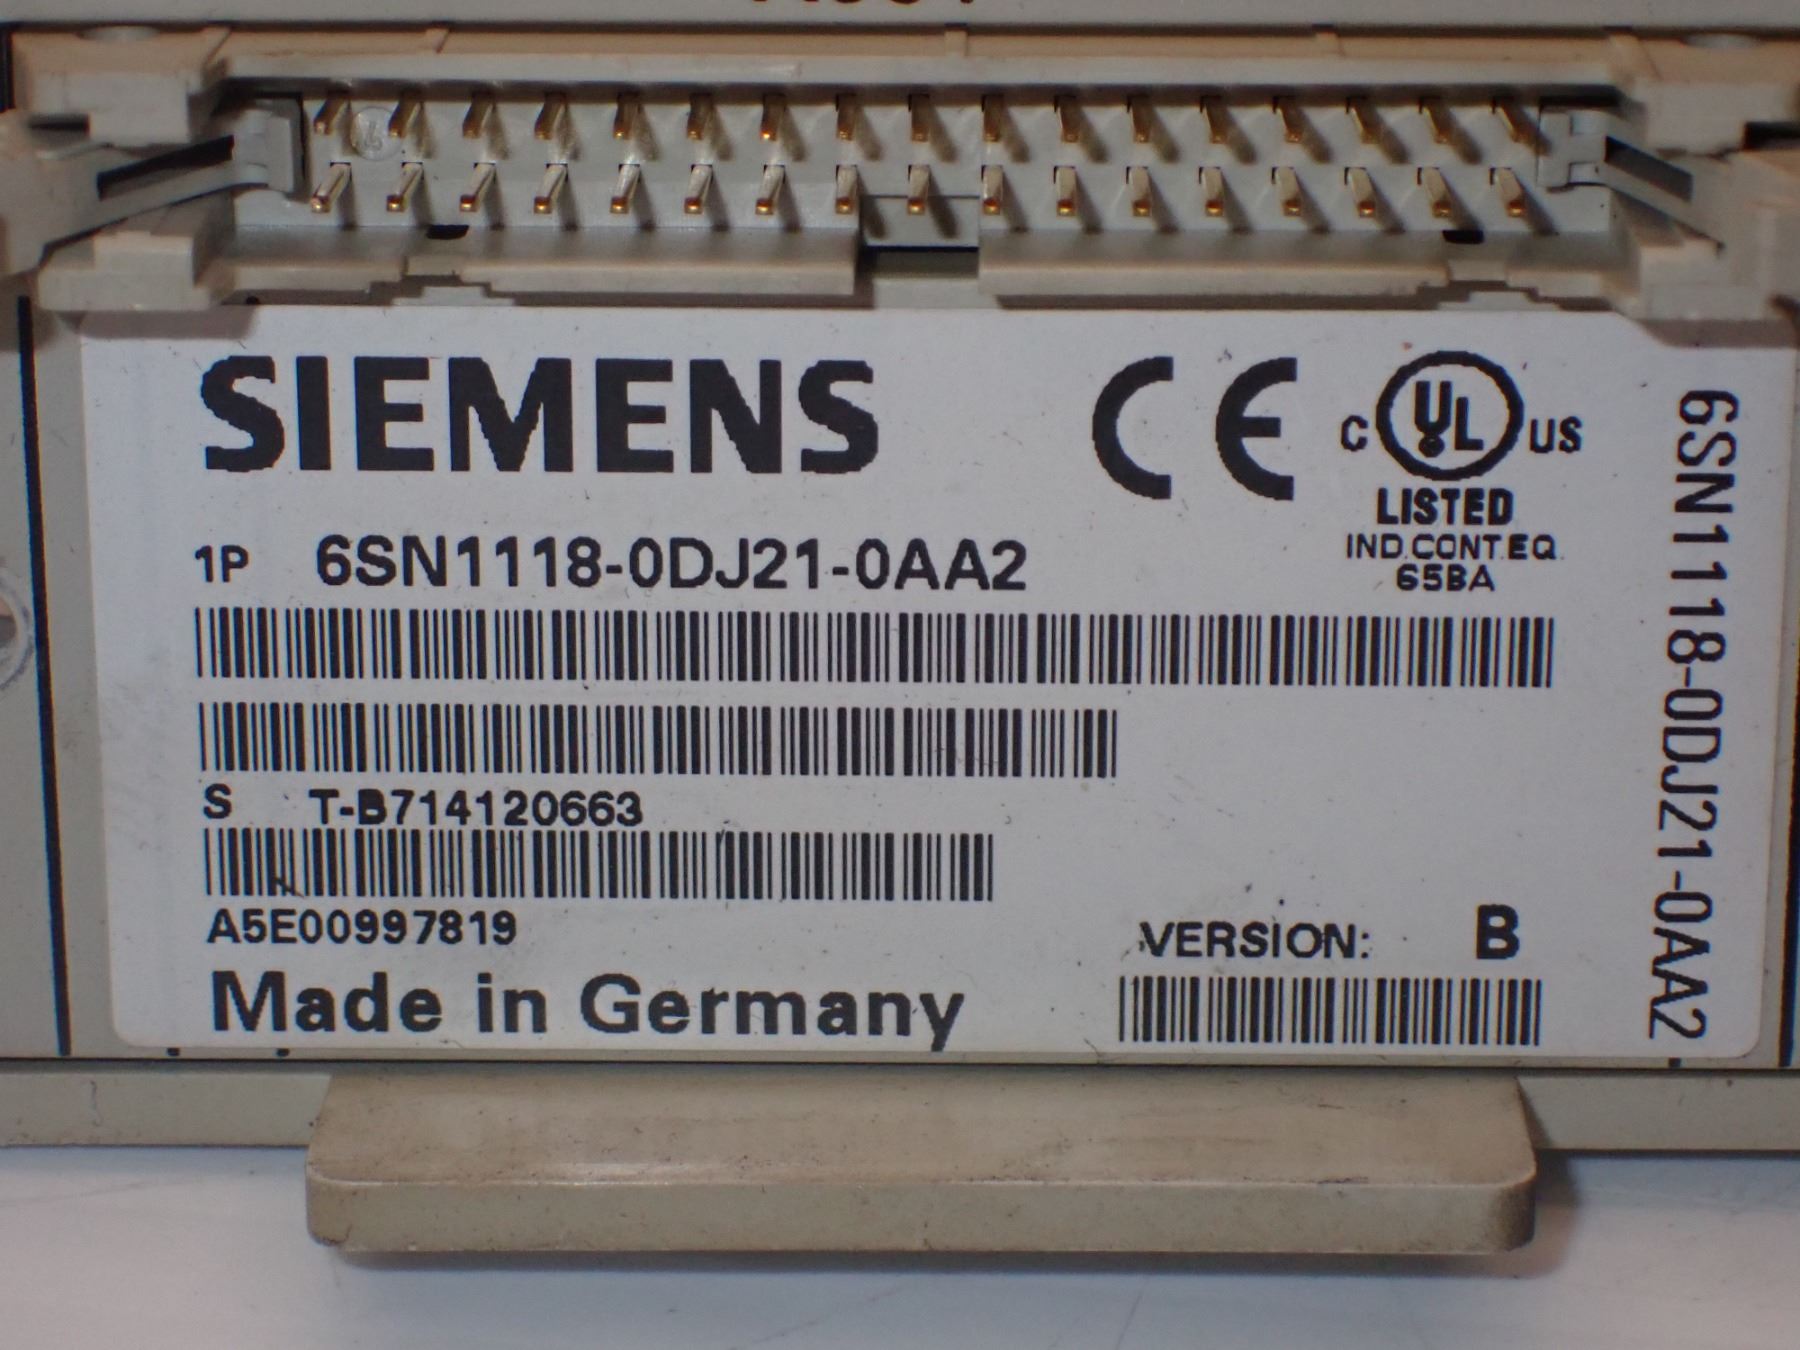 SIEMENS
CE
C UL US
LISTED
IND.CONT.EQ.
65BA
1P 6SN1118-0DJ21-0AA2
S T-B714120663
A5E00997819
VERSION: B
Made in Germany
6SN1118-0DJ21-0AA2